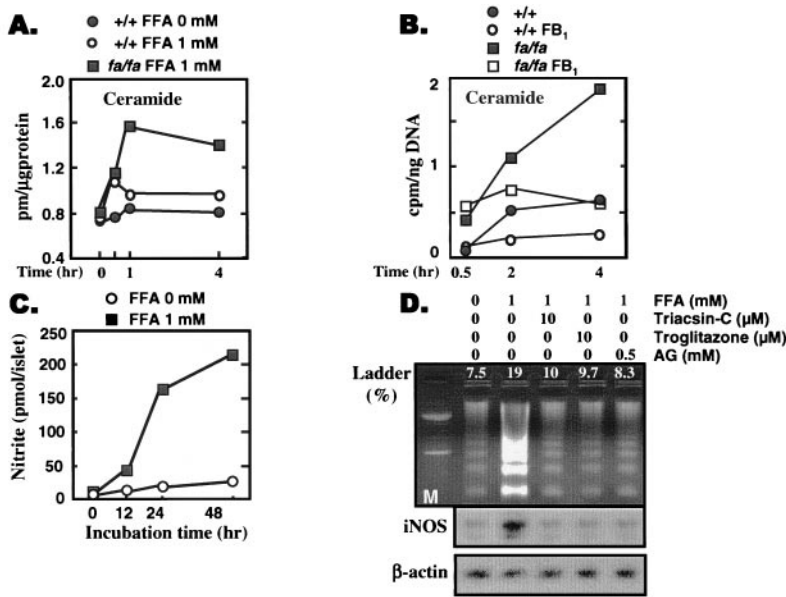 A.
+/+ FFA 0 mM
+/+ FFA 1 mM
fa/fa FFA 1 mM
Ceramide
pm/μgprotein
2.0
1.6
1.2
0.8
0.4
Time (hr) 0 1 4
B.
+/+
+/+ FB1
fa/fa
fa/fa FB1
Ceramide
cpm/ng DNA
2
1
0
Time (hr) 0.5 2 4
C.
FFA 0 mM
FFA 1 mM
Nitrite (pmol/islet)
250
200
150
100
50
0
0 12 24 48
Incubation time (hr)
D.
0 1 1 1 1 FFA (mM)
0 0 10 0 0 Triacsin-C (μM)
0 0 0 10 0 Troglitazone (μM)
0 0 0 0 0.5 AG (mM)
Ladder 7.5 19 10 9.7 8.3
(%)
M
iNOS
β-actin